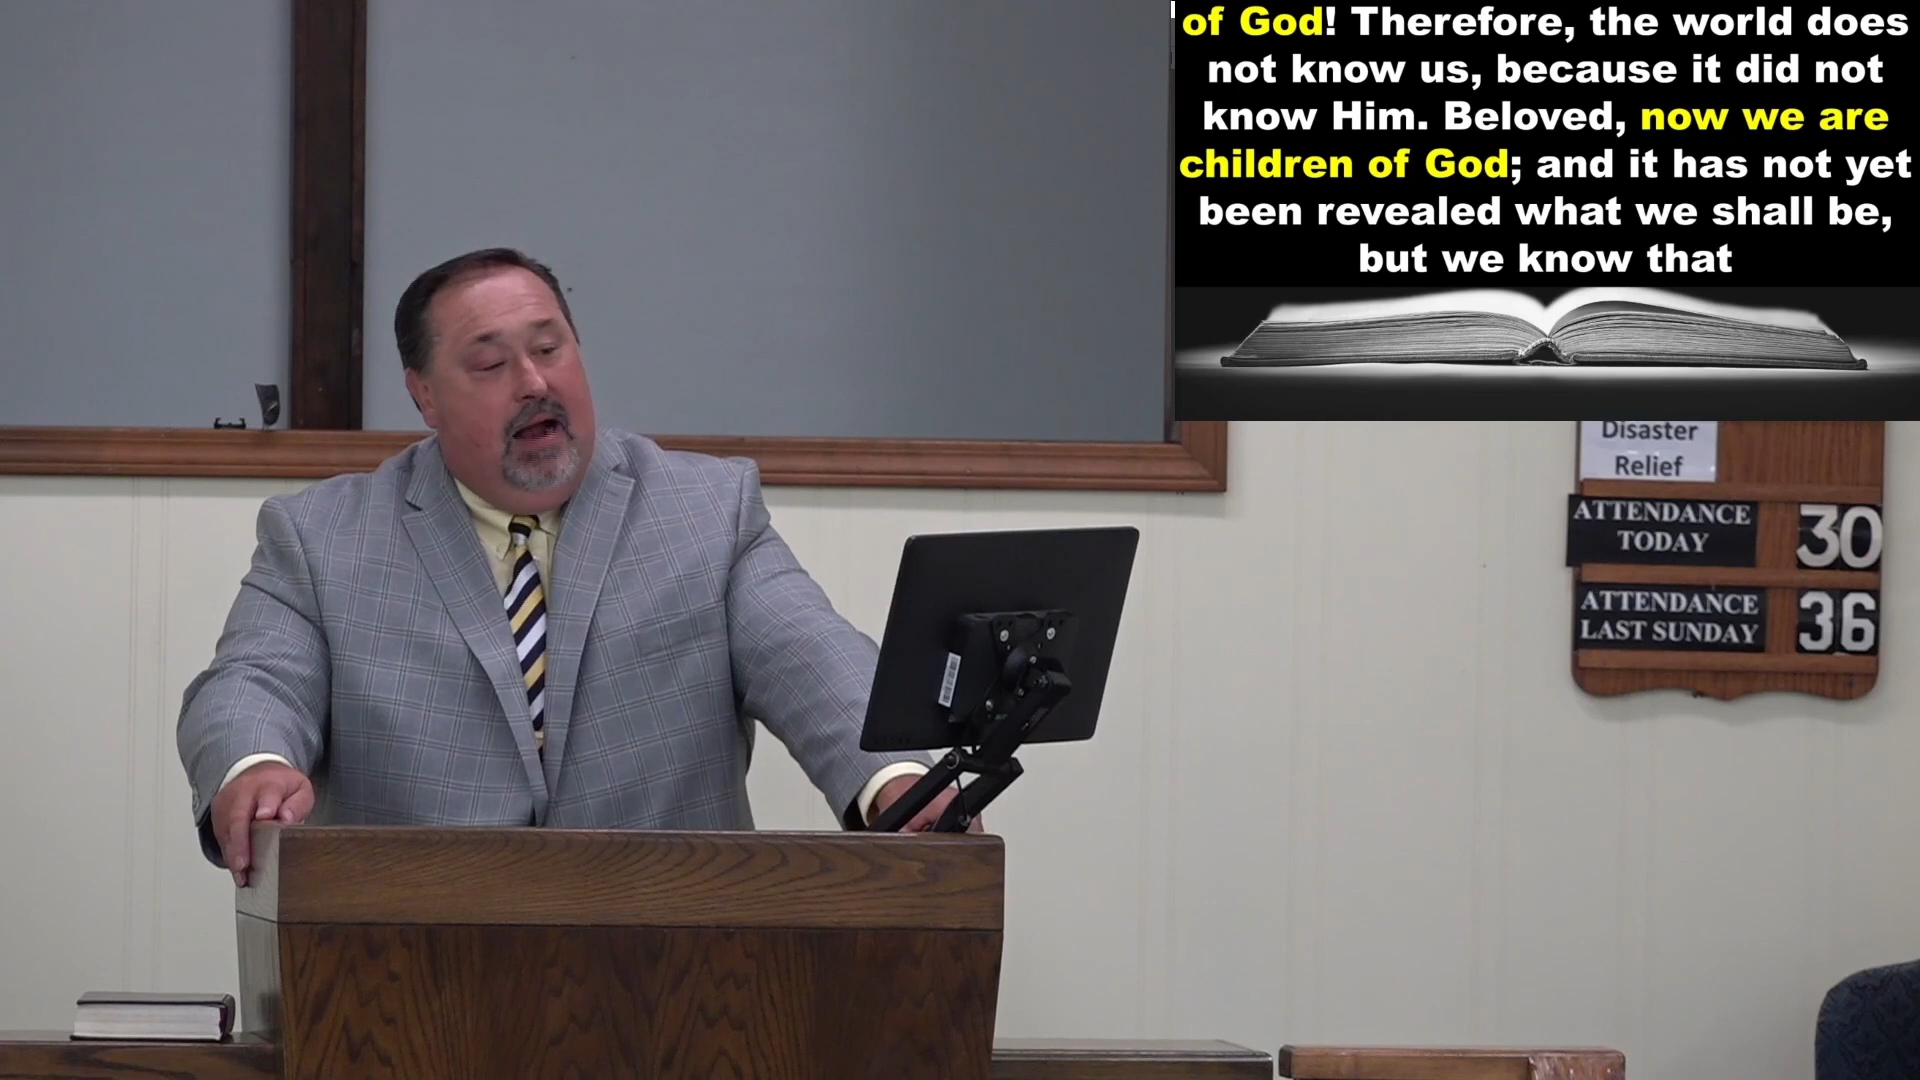 of God! Therefore, the world does
not know us, because it did not
know Him. Beloved, now we are
children of God; and it has not yet
been revealed what we shall be,
but we know that
Disaster
Relief
ATTENDANCE
TODAY
30
ATTENDANCE
LAST SUNDAY
36